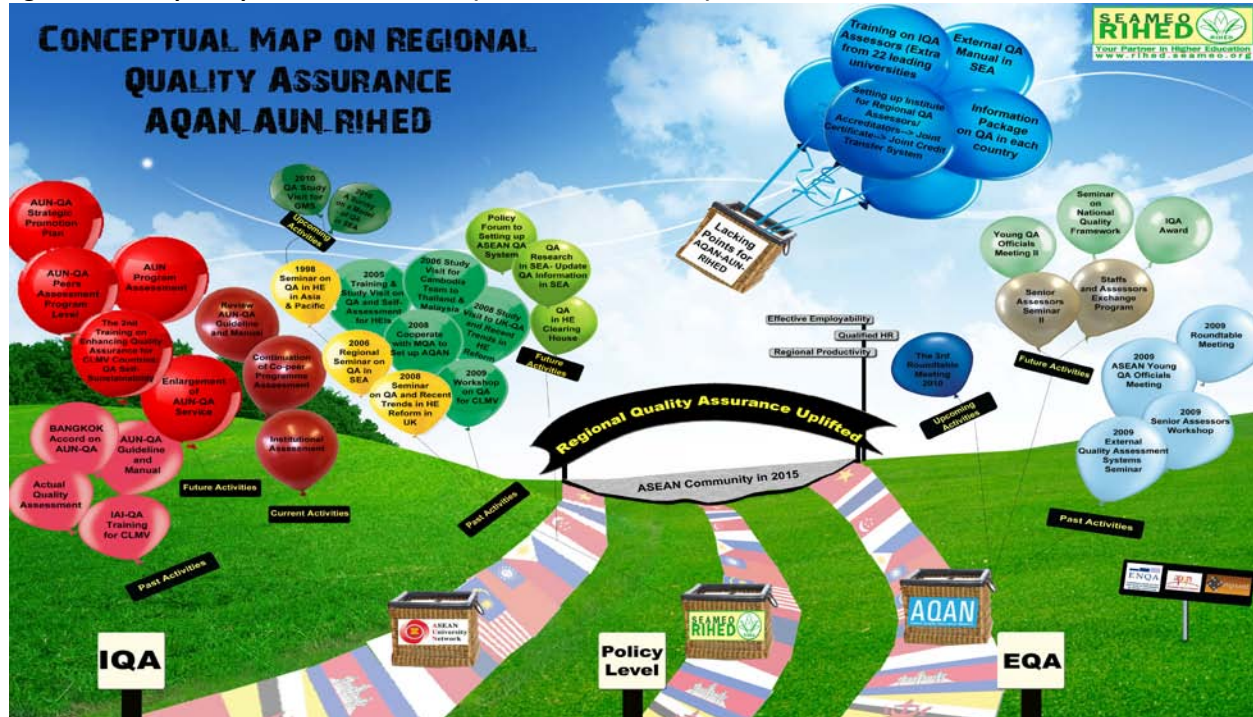 CONCEPTUAL MAP ON REGIONAL
QUALITY ASSURANCE
AQAN-AUN-RIHED
SEAMEO
RIHED
RIHED
Your Partner in Higher Education
www.rihed.seameo.org
Training on IQA
Assessors (Extra
from 22 leading
universities
External QA
Manual in
SEA
Setting up Institute
for Regional QA
Assessors/
Accreditators--> Joint
Certificate--> Joint Credit
Transfer System
Information
Package
on QA in each
country
Lacking
Points for
AQAN-AUN-
RIHED
AUN-QA
Strategic
Promotion
Plan
AUN-QA
Peers
Assessment
Program
Level
AUN
Program
Assessment
The 2nd
Training on
Enhancing Quality
Assurance for
CLMV Countries
QA Self-
Enlargement
of
AUN-QA
Service
Future Activities
Review
AUN-QA
Guideline
and Manual
Continuation
of Co-peer
Programme
Assessment
Institutional
Assessment
Current Activities
BANGKOK
Accord on
AUN-QA
AUN-QA
Guideline
and
Manual
Actual
Quality
Assessment
IAI-QA
Training
for CLMV
Past Activities
2010
QA Study
Visit for
GMS
2010
A Survey
Model
of QA
in SEA
Upcoming
Activities
1998
Seminar on
QA in HE
in Asia
& Pacific
2005
Training &
Study Visit on
QA and Self-
Assessment
for HEIs
2006 Study
Visit for
Cambodia
Team to
Thailand &
Malaysia
2008 Study
Visit to UK-QA
and Recent
Trends in
HE
Reform
2008
Cooperate
with MQA to
Set up AQAN
2006
Regional
Seminar on
QA in
SEA
2008
Seminar
on QA and Recent
Trends in HE
Reform in
UK
2009
Workshop
on QA
for CLMV
Past Activities
Policy
Forum to
Setting up
ASEAN QA
System
QA
Research
in SEA- Update
QA Information
in SEA
QA
in HE
Clearing
House
Future
Activities
Effective Employability
Qualified HR
Regional Productivity
Regional Quality Assurance Uplifted
ASEAN Community in 2015
The 3rd
Roundtable
Meeting
2010
Upcoming
Activities
Young QA
Officials
Meeting II
Seminar
on
National
Quality
Framework
IQA
Award
Senior
Assessors
Seminar
II
Staffs
and Assessors
Exchange
Program
Future Activities
2009
Roundtable
Meeting
2009
ASEAN Young
QA Officials
Meeting
2009
Senior Assessors
Workshop
2009
External
Quality Assessment
Systems
Seminar
Past Activities
ENQA
IQA
ASEAN
University
Network
Policy
Level
SEAMEO
RIHED
AQAN
EQA